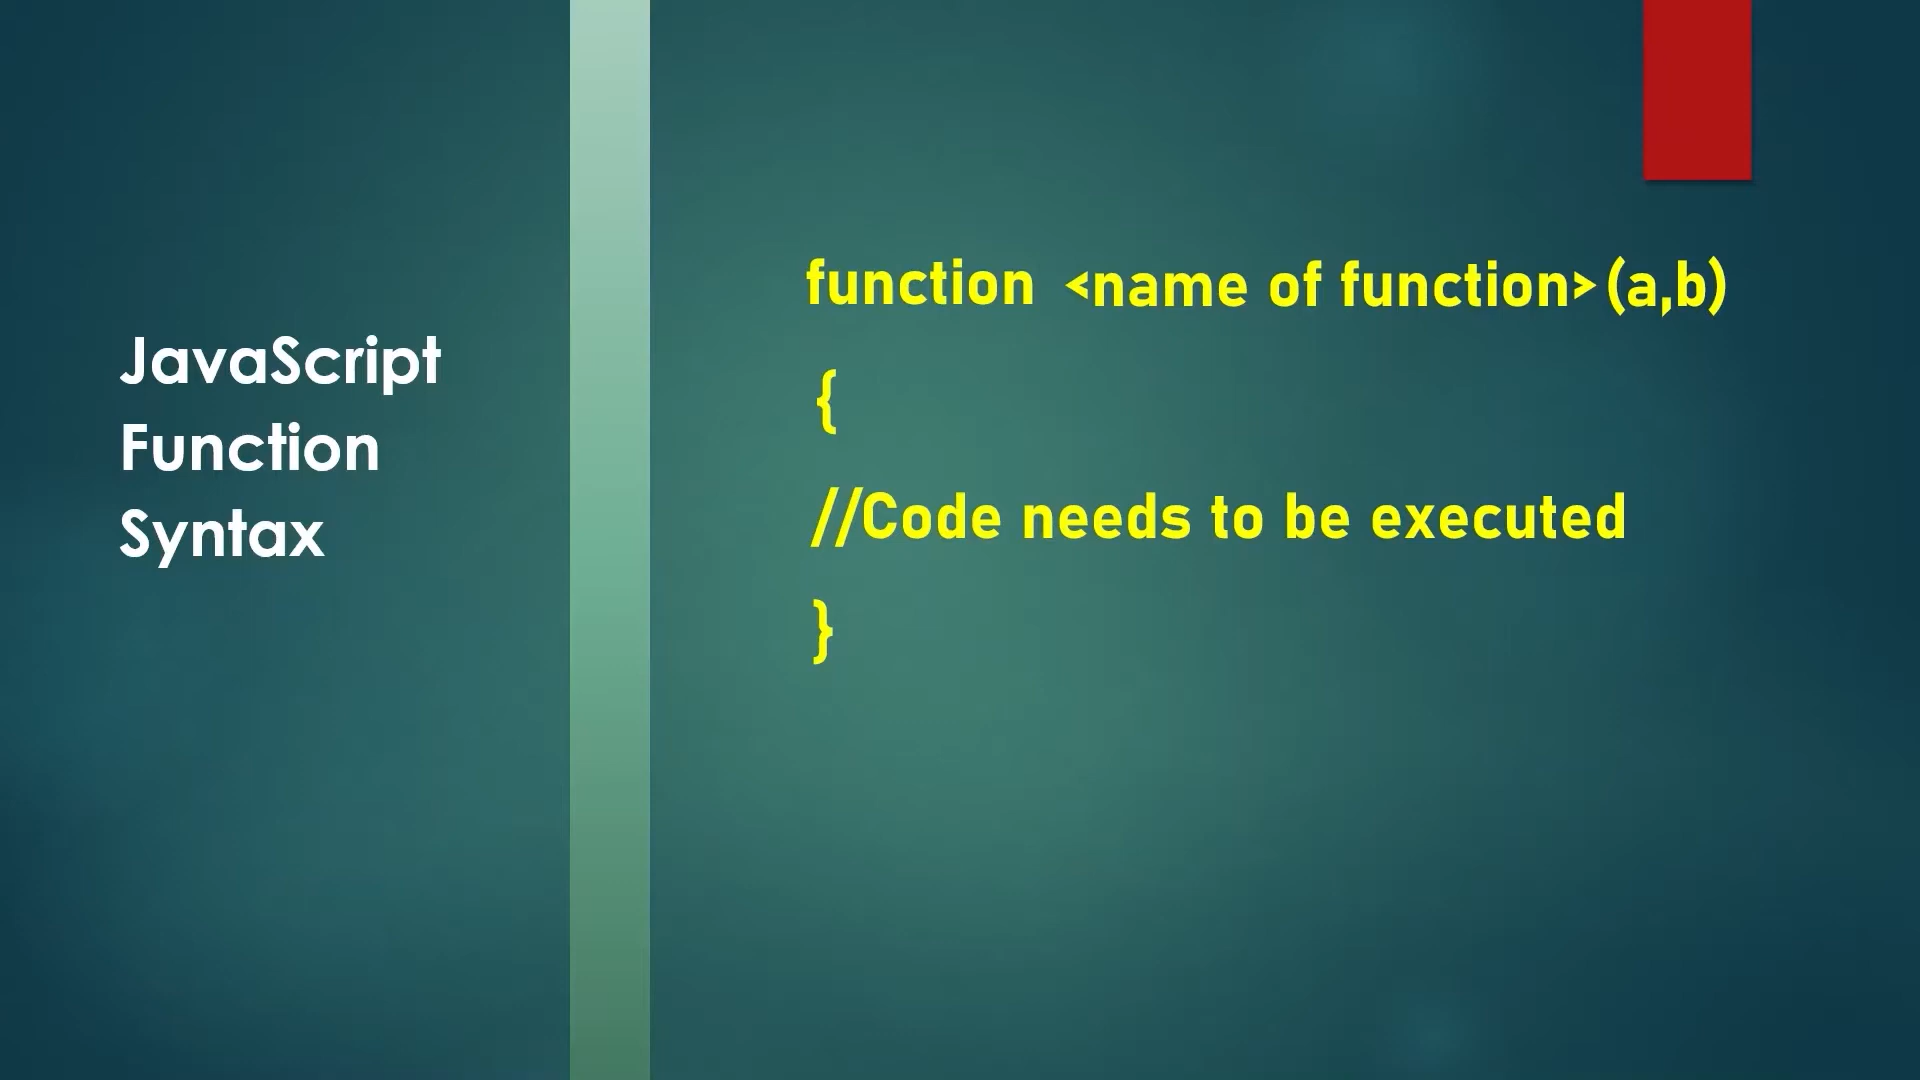 JavaScript
Function
Syntax
function <name of function>(a,b)
{
//Code needs to be executed
}